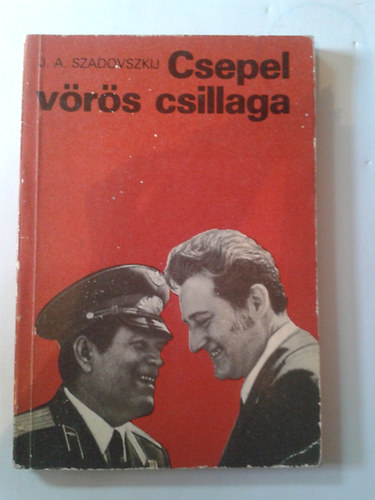 J. A. SZADOVSZKIJ Csepel
vörös csillaga